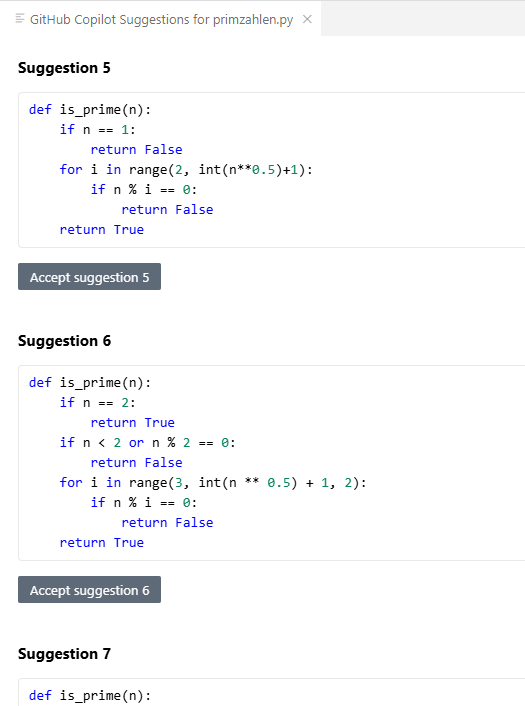 GitHub Copilot Suggestions for primzahlen.py
Suggestion 5
def is_prime(n):
    if n == 1:
        return False
    for i in range(2, int(n**0.5)+1):
        if n % i == 0:
            return False
    return True
Accept suggestion 5
Suggestion 6
def is_prime(n):
    if n == 2:
        return True
    if n < 2 or n % 2 == 0:
        return False
    for i in range(3, int(n ** 0.5) + 1, 2):
        if n % i == 0:
            return False
    return True
Accept suggestion 6
Suggestion 7
def is_prime(n):